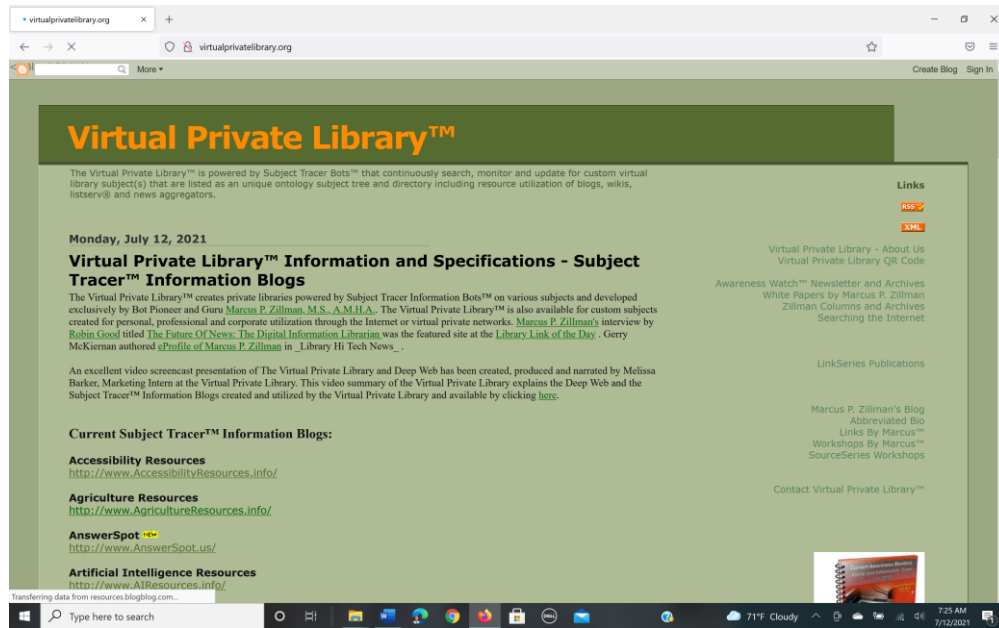 virtualprivatelibrary.org
virtualprivatelibrary.org
More
Create Blog Sign In
Virtual Private Library™
The Virtual Private Library™ is powered by Subject Tracer Bots™ that continuously search, monitor and update for custom virtual
library subject(s) that are listed as an unique ontology subject tree and directory including resource utilization of blogs, wikis,
listserv® and news aggregators.
Monday, July 12, 2021
Virtual Private Library™ Information and Specifications - Subject
Tracer™ Information Blogs
The Virtual Private Library™ creates private libraries powered by Subject Tracer Information Bots™ on various subjects and developed
exclusively by Bot Pioneer and Guru Marcus P. Zillman, M.S., A.M.H.A.. The Virtual Private Library™ is also available for custom subjects
created for personal, professional and corporate utilization through the Internet or virtual private networks. Marcus P. Zillman's interview by
Robin Good titled The Future Of News: The Digital Information Librarian was the featured site at the Library Link of the Day . Gerry
McKiernan authored eProfile of Marcus P. Zillman in _Library Hi Tech News_ .
An excellent video screencast presentation of The Virtual Private Library and Deep Web has been created, produced and narrated by Melissa
Barker, Marketing Intern at the Virtual Private Library. This video summary of the Virtual Private Library explains the Deep Web and the
Subject Tracer™ Information Blogs created and utilized by the Virtual Private Library and available by clicking here.
Current Subject Tracer™ Information Blogs:
Accessibility Resources
http://www.AccessibilityResources.info/
Agriculture Resources
http://www.AgricultureResources.info/
AnswerSpot NEW
http://www.AnswerSpot.us/
Artificial Intelligence Resources
http://www.AIResources.info/
Links
RSS
XML
Virtual Private Library - About Us
Virtual Private Library QR Code
Awareness Watch™ Newsletter and Archives
White Papers by Marcus P. Zillman
Zillman Columns and Archives
Searching the Internet
LinkSeries Publications
Marcus P. Zillman's Blog
Abbreviated Bio
Links By Marcus™
Workshops By Marcus™
SourceSeries Workshops
Contact Virtual Private Library™
Transferring data from resources.blogblog.com...
Type here to search
DELL
71°F Cloudy
7:25 AM
7/12/2021